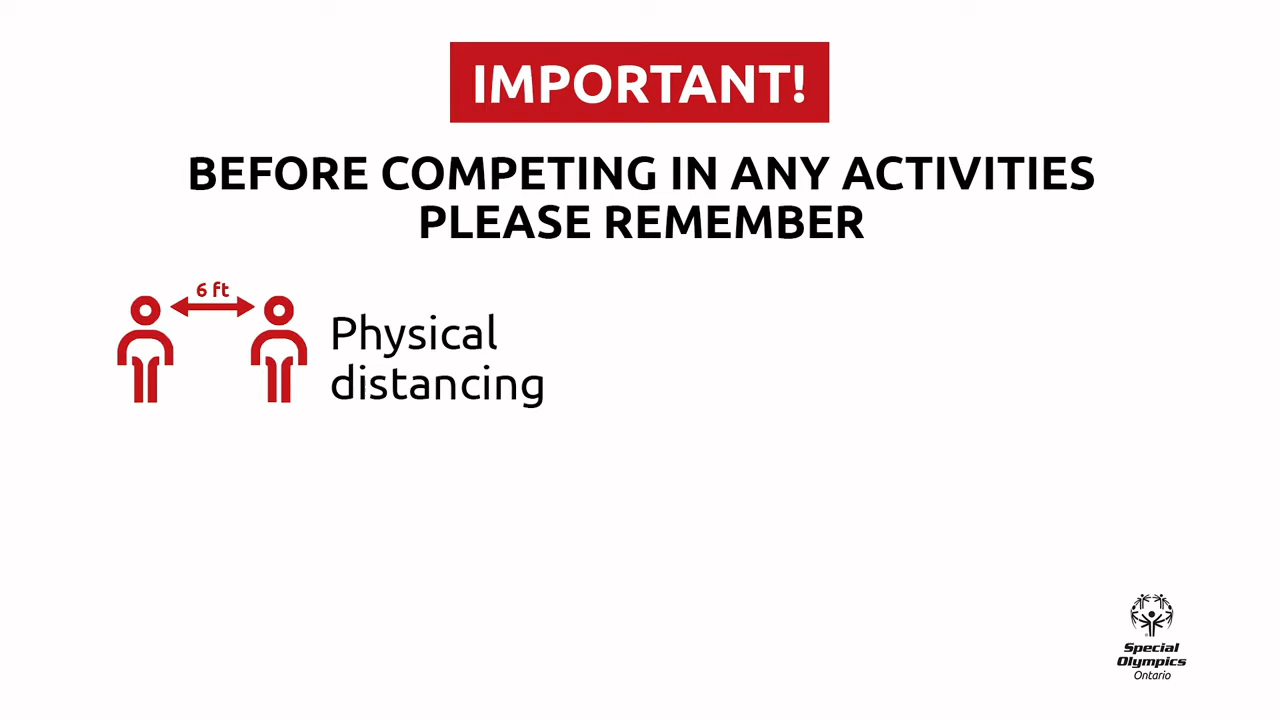 IMPORTANT!
BEFORE COMPETING IN ANY ACTIVITIES
PLEASE REMEMBER
6 ft
Physical
distancing
Special
Olympics
Ontario